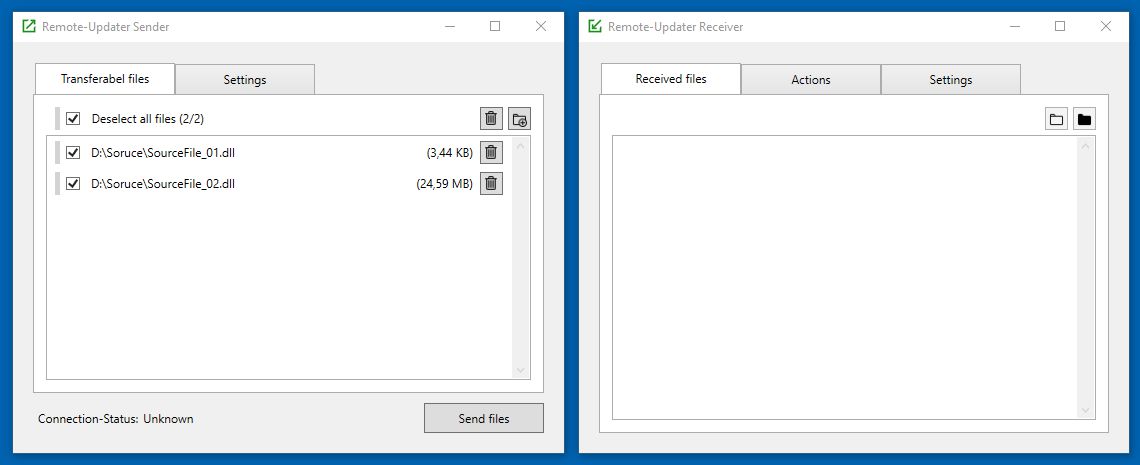 Remote-Updater Sender
Transferabel files
Settings
Deselect all files (2/2)
D:\Soruce\SourceFile_01.dll (3,44 KB)
D:\Soruce\SourceFile_02.dll (24,59 MB)
Connection-Status: Unknown
Send files
Remote-Updater Receiver
Received files
Actions
Settings